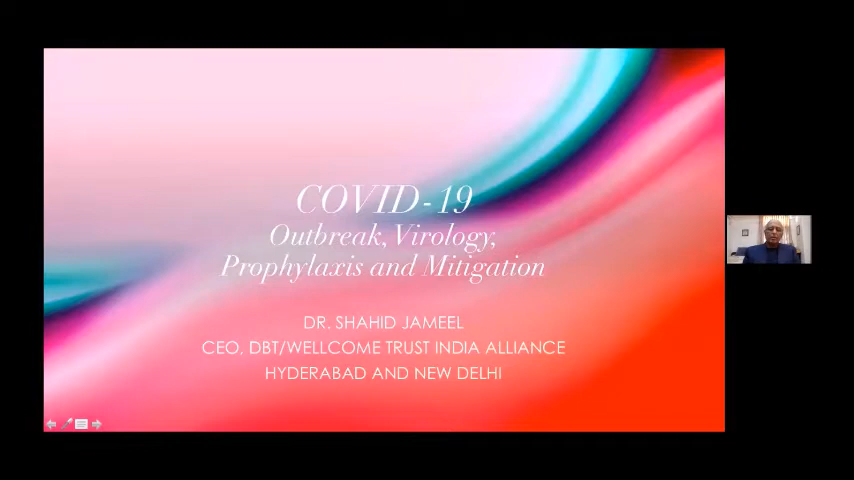 COVID-19
Outbreak, Virology,
Prophylaxis and Mitigation
DR. SHAHID JAMEEL
CEO, DBT/WELLCOME TRUST INDIA ALLIANCE
HYDERABAD AND NEW DELHI